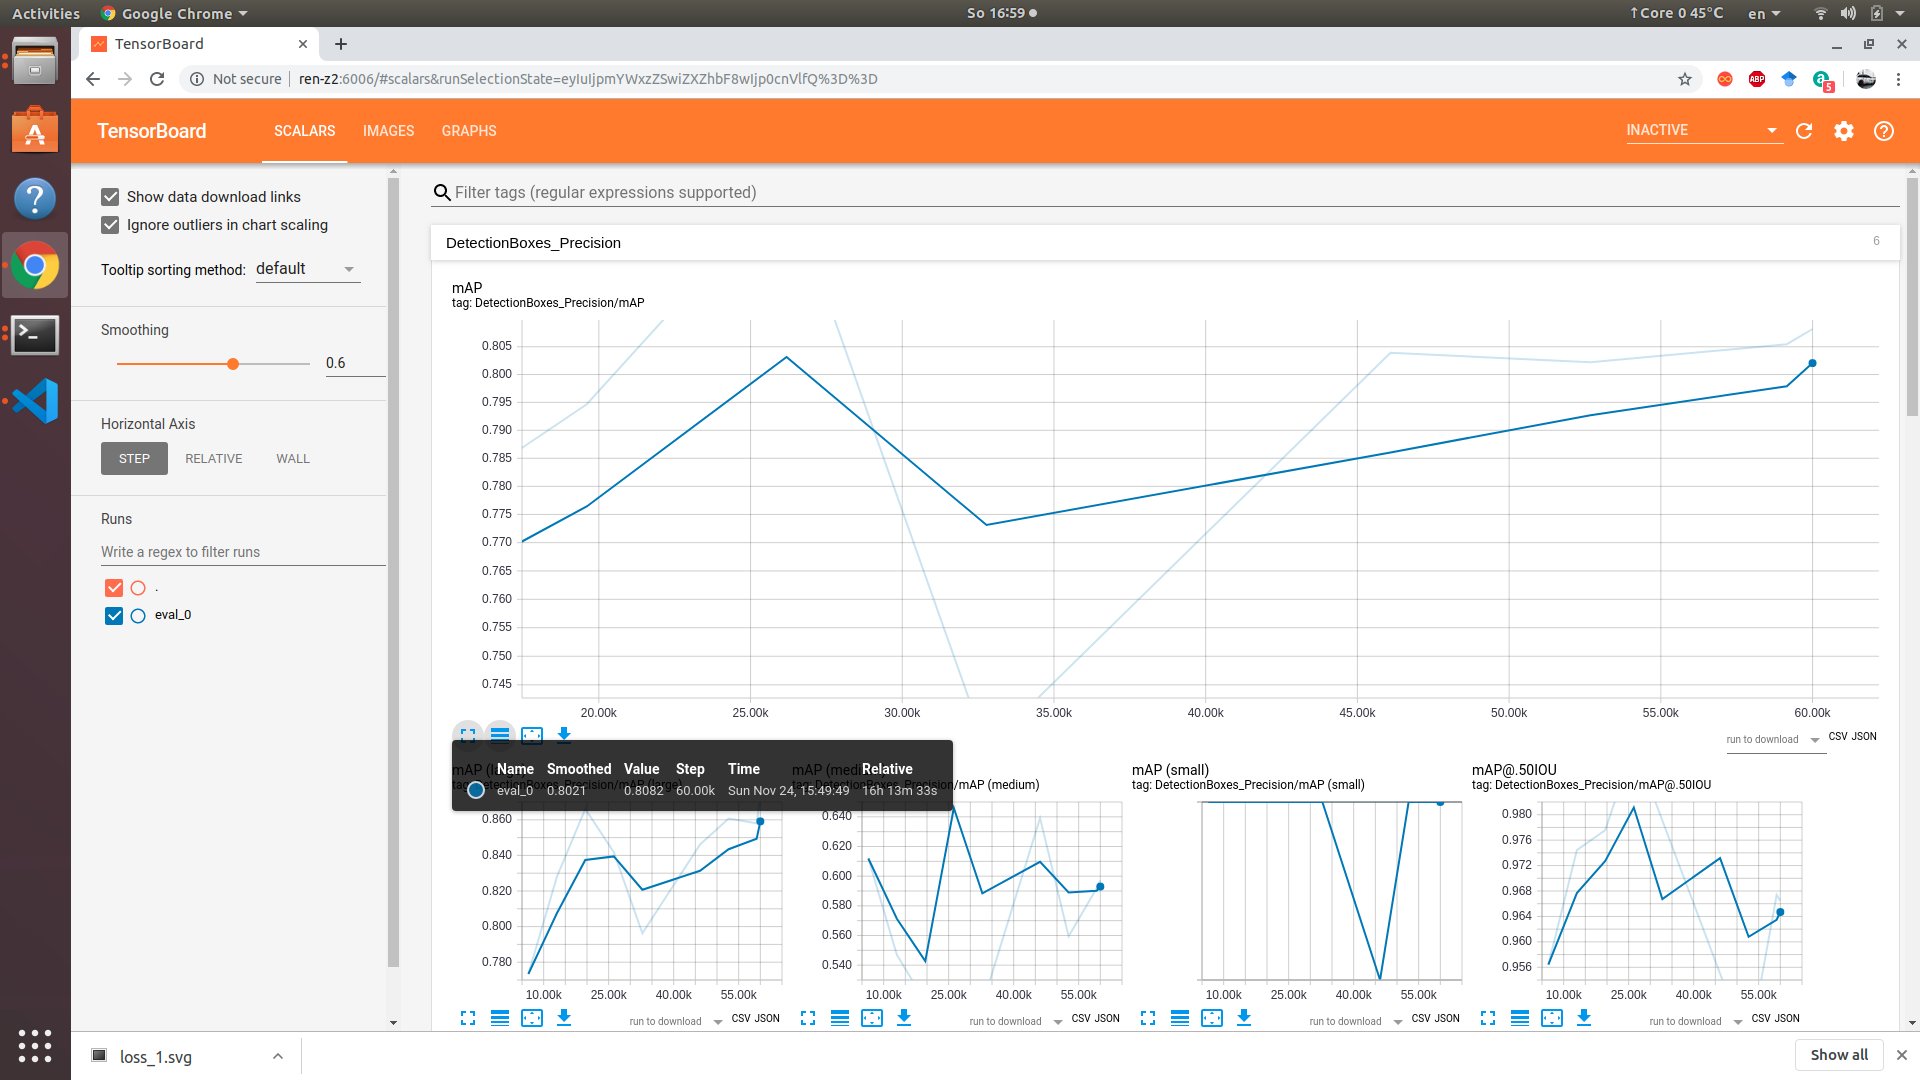 Activities
Google Chrome
So 16:59
↑Core 0 45°C
en
TensorBoard
Not secure
ren-z2:6006/#scalars&runSelectionState=eyIuIjpmYWxzZSwiZXZhbF8wIjp0cnVlfQ%3D%3D
ABP
5
TensorBoard
SCALARS
IMAGES
GRAPHS
INACTIVE
Show data download links
Ignore outliers in chart scaling
Tooltip sorting method: default
Smoothing
0.6
Horizontal Axis
STEP
RELATIVE
WALL
Runs
Write a regex to filter runs
.
eval_0
Filter tags (regular expressions supported)
DetectionBoxes_Precision
6
mAP
tag: DetectionBoxes_Precision/mAP
0.805
0.800
0.795
0.790
0.785
0.780
0.775
0.770
0.765
0.760
0.755
0.750
0.745
20.00k 25.00k 30.00k 35.00k 40.00k 45.00k 50.00k 55.00k 60.00k
run to download
CSV JSON
Name Smoothed Value Step Time Relative
eval_0 0.8021 0.8082 60.00k Sun Nov 24, 15:49:49 16h 13m 33s
mAP (large)
tag: DetectionBoxes_Precision/mAP (large)
0.860
0.840
0.820
0.800
0.780
10.00k 25.00k 40.00k 55.00k
run to download
CSV JSON
mAP (medium)
tag: DetectionBoxes_Precision/mAP (medium)
0.640
0.620
0.600
0.580
0.560
0.540
10.00k 25.00k 40.00k 55.00k
run to download
CSV JSON
mAP (small)
tag: DetectionBoxes_Precision/mAP (small)
10.00k 25.00k 40.00k 55.00k
run to download
CSV JSON
mAP@.50IOU
tag: DetectionBoxes_Precision/mAP@.50IOU
0.980
0.976
0.972
0.968
0.964
0.960
0.956
10.00k 25.00k 40.00k 55.00k
run to download
CSV JSON
loss_1.svg
Show all